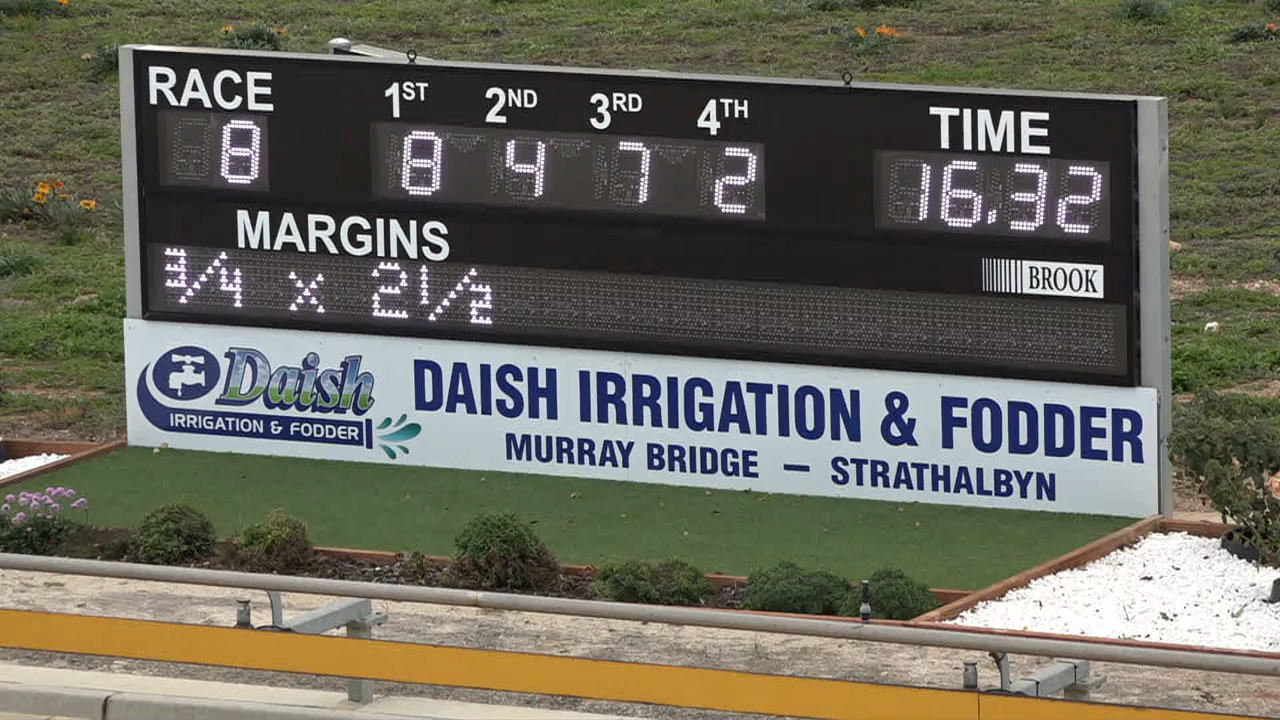 RACE 1ST 2ND 3RD 4TH TIME
8 8 4 7 2 16.32
MARGINS
3/4 x 2 1/2
BROOK
Daish
IRRIGATION & FODDER
DAISH IRRIGATION & FODDER
MURRAY BRIDGE – STRATHALBYN